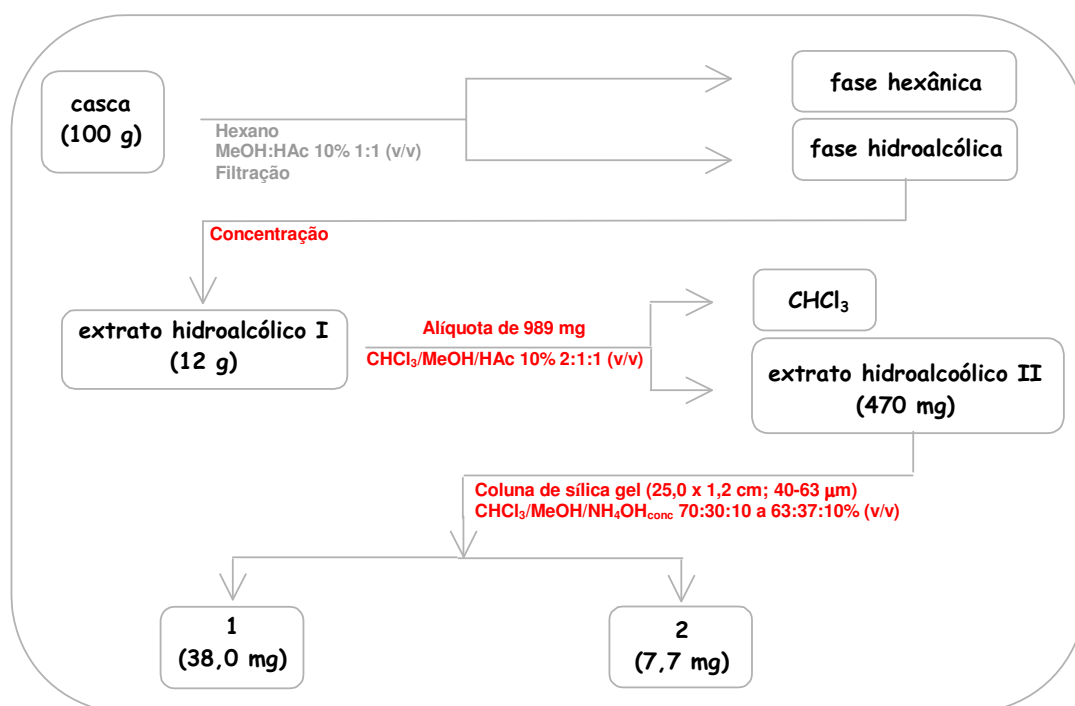 casca
(100 g)
Hexano
MeOH:HAc 10% 1:1 (v/v)
Filtração
fase hexânica
fase hidroalcólica
Concentração
extrato hidroalcólico I
(12 g)
Alíquota de 989 mg
CHCl₃/MeOH/HAc 10% 2:1:1 (v/v)
CHCl₃
extrato hidroalcoólico II
(470 mg)
Coluna de sílica gel (25,0 x 1,2 cm; 40-63 μm)
CHCl₃/MeOH/NH₄OHconc 70:30:10 a 63:37:10% (v/v)
1
(38,0 mg)
2
(7,7 mg)